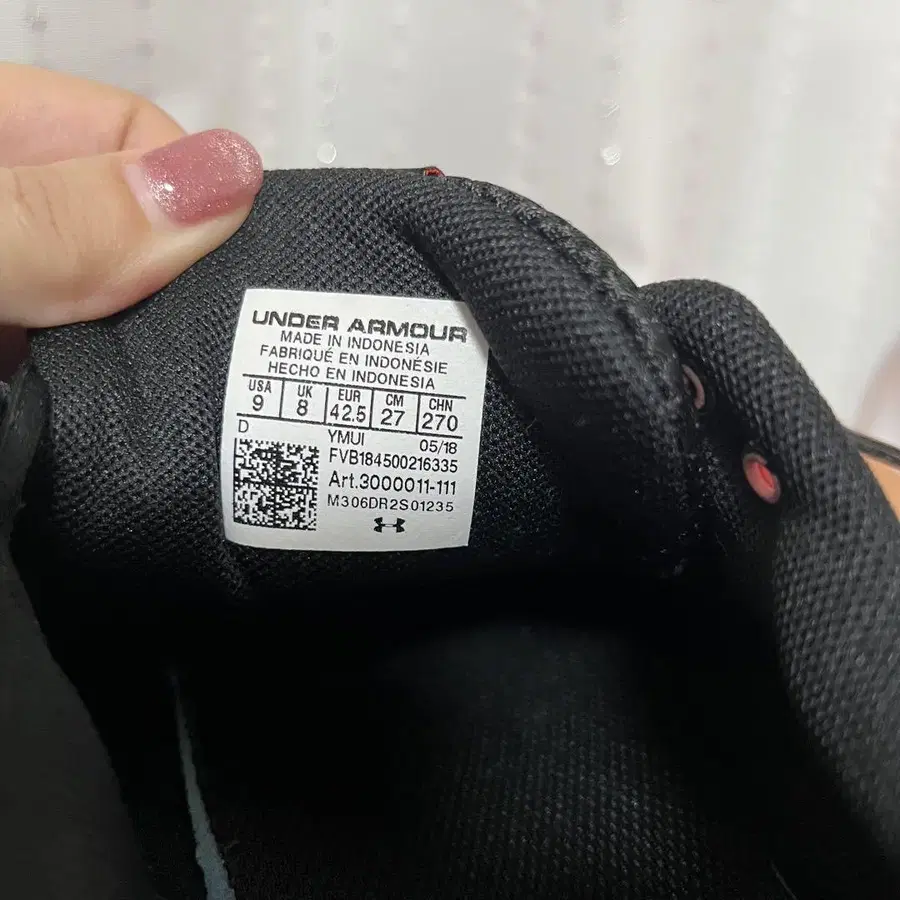 UNDER ARMOUR
MADE IN INDONESIA
FABRIQUÉ EN INDONÉSIE
HECHO EN INDONESIA
USA UK EUR CM CHN
9 8 42.5 27 270
D YMUI 05/18
FVB184500216335
Art.3000011-111
M306DR2S01235